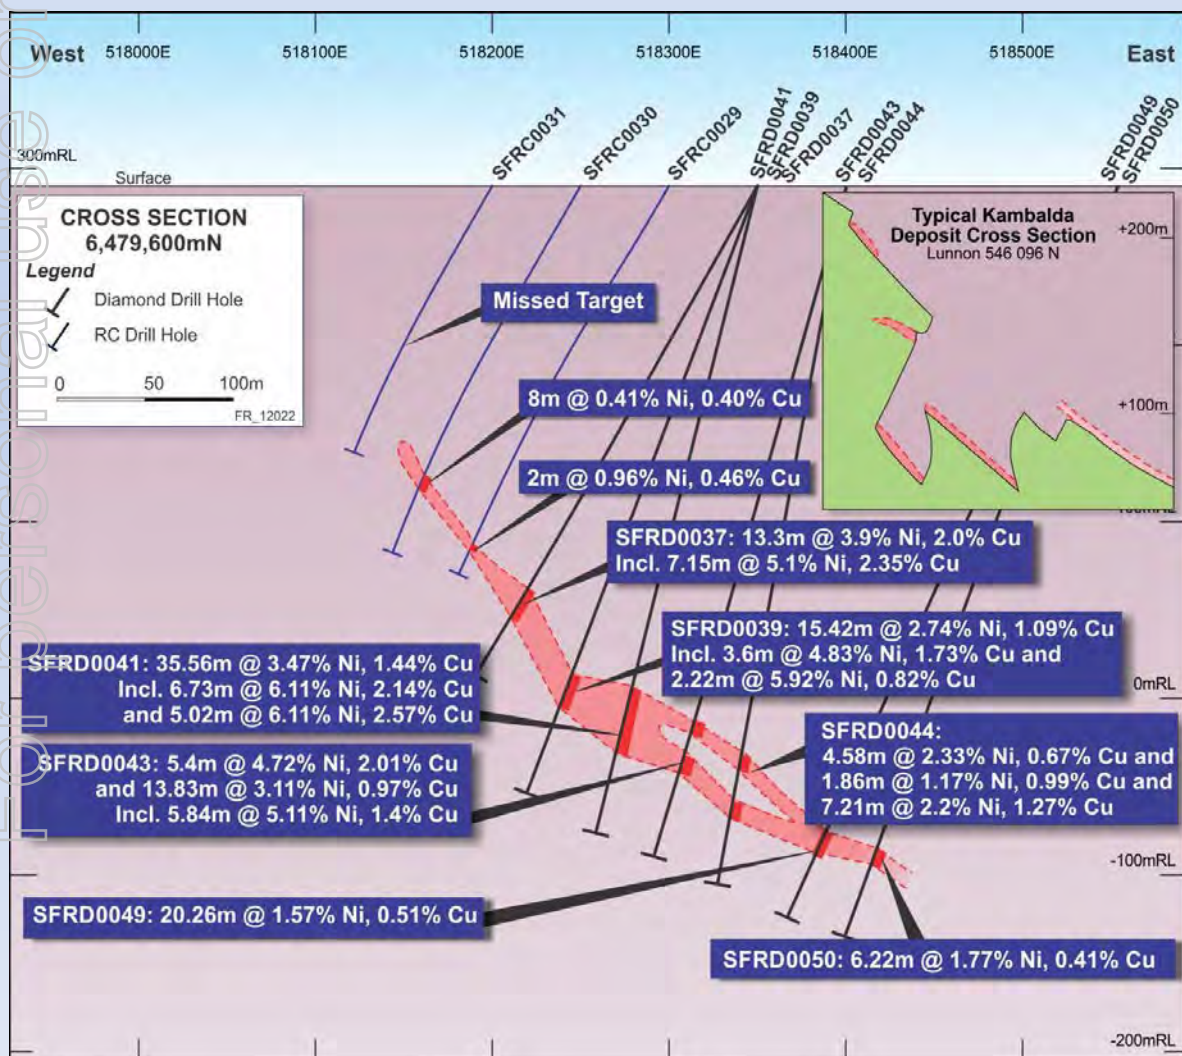 For personal use only
West
518000E
518100E
518200E
518300E
518400E
518500E
East
SFRC0031
SFRC0030
SFRC0029
SFRD0041
SFRD0039
SFRD0037
SFRD0043
SFRD0044
SFRD0049
SFRD0050
300mRL
Surface
CROSS SECTION
6,479,600mN
Legend
Diamond Drill Hole
RC Drill Hole
0 50 100m
FR_12022
Typical Kambalda
Deposit Cross Section
Lunnon 546 096 N
+200m
+100m
Missed Target
8m @ 0.41% Ni, 0.40% Cu
2m @ 0.96% Ni, 0.46% Cu
SFRD0037: 13.3m @ 3.9% Ni, 2.0% Cu
Incl. 7.15m @ 5.1% Ni, 2.35% Cu
SFRD0039: 15.42m @ 2.74% Ni, 1.09% Cu
Incl. 3.6m @ 4.83% Ni, 1.73% Cu and
2.22m @ 5.92% Ni, 0.82% Cu
SFRD0041: 35.56m @ 3.47% Ni, 1.44% Cu
Incl. 6.73m @ 6.11% Ni, 2.14% Cu
and 5.02m @ 6.11% Ni, 2.57% Cu
0mRL
SFRD0044:
4.58m @ 2.33% Ni, 0.67% Cu and
1.86m @ 1.17% Ni, 0.99% Cu and
7.21m @ 2.2% Ni, 1.27% Cu
SFRD0043: 5.4m @ 4.72% Ni, 2.01% Cu
and 13.83m @ 3.11% Ni, 0.97% Cu
Incl. 5.84m @ 5.11% Ni, 1.4% Cu
-100mRL
SFRD0049: 20.26m @ 1.57% Ni, 0.51% Cu
SFRD0050: 6.22m @ 1.77% Ni, 0.41% Cu
-200mRL